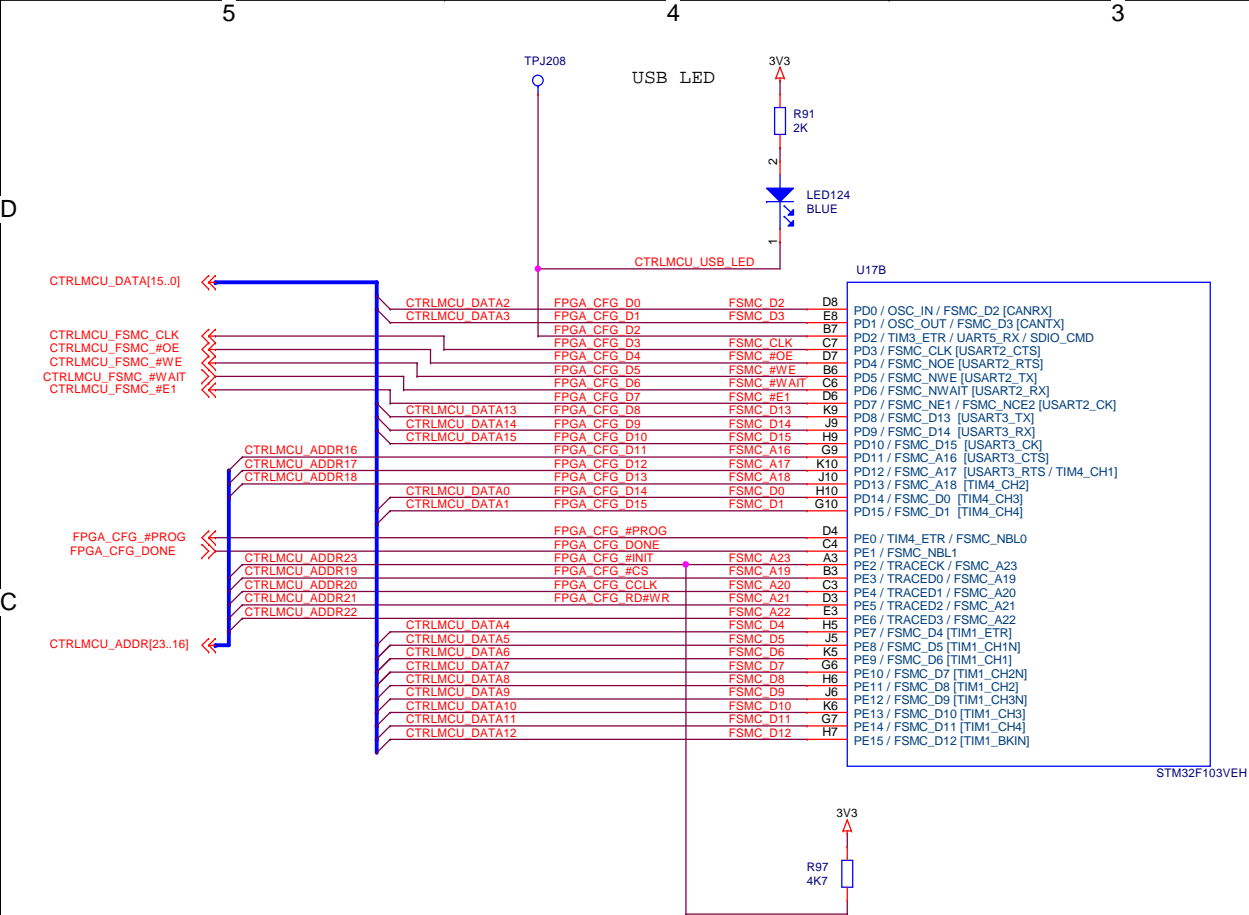 5 4 3
TPJ208
USB LED
3V3
R91
2K
2
D
LED124
BLUE
1
CTRLMCU_USB_LED
U17B
CTRLMCU_DATA[15..0]
CTRLMCU_DATA2 FPGA_CFG_D0 FSMC_D2 D8 PD0 / OSC_IN / FSMC_D2 [CANRX]
CTRLMCU_DATA3 FPGA_CFG_D1 FSMC_D3 E8 PD1 / OSC_OUT / FSMC_D3 [CANTX]
CTRLMCU_FSMC_CLK FPGA_CFG_D2 B7 PD2 / TIM3_ETR / UART5_RX / SDIO_CMD
CTRLMCU_FSMC_#OE FPGA_CFG_D3 FSMC_CLK C7 PD3 / FSMC_CLK [USART2_CTS]
CTRLMCU_FSMC_#WE FPGA_CFG_D4 FSMC_#OE D7 PD4 / FSMC_NOE [USART2_RTS]
CTRLMCU_FSMC_#WAIT FPGA_CFG_D5 FSMC_#WE B6 PD5 / FSMC_NWE [USART2_TX]
CTRLMCU_FSMC_#E1 FPGA_CFG_D6 FSMC_#WAIT C6 PD6 / FSMC_NWAIT [USART2_RX]
FPGA_CFG_D7 FSMC_#E1 D6 PD7 / FSMC_NE1 / FSMC_NCE2 [USART2_CK]
CTRLMCU_DATA13 FPGA_CFG_D8 FSMC_D13 K9 PD8 / FSMC_D13 [USART3_TX]
CTRLMCU_DATA14 FPGA_CFG_D9 FSMC_D14 J9 PD9 / FSMC_D14 [USART3_RX]
CTRLMCU_DATA15 FPGA_CFG_D10 FSMC_D15 H9 PD10 / FSMC_D15 [USART3_CK]
CTRLMCU_ADDR16 FPGA_CFG_D11 FSMC_A16 G9 PD11 / FSMC_A16 [USART3_CTS]
CTRLMCU_ADDR17 FPGA_CFG_D12 FSMC_A17 K10 PD12 / FSMC_A17 [USART3_RTS / TIM4_CH1]
CTRLMCU_ADDR18 FPGA_CFG_D13 FSMC_A18 J10 PD13 / FSMC_A18 [TIM4_CH2]
CTRLMCU_DATA0 FPGA_CFG_D14 FSMC_D0 H10 PD14 / FSMC_D0 [TIM4_CH3]
CTRLMCU_DATA1 FPGA_CFG_D15 FSMC_D1 G10 PD15 / FSMC_D1 [TIM4_CH4]
FPGA_CFG_#PROG FPGA_CFG_#PROG D4 PE0 / TIM4_ETR / FSMC_NBL0
FPGA_CFG_DONE FPGA_CFG_DONE C4 PE1 / FSMC_NBL1
CTRLMCU_ADDR23 FPGA_CFG_#INIT FSMC_A23 A3 PE2 / TRACECK / FSMC_A23
CTRLMCU_ADDR19 FPGA_CFG_#CS FSMC_A19 B3 PE3 / TRACED0 / FSMC_A19
CTRLMCU_ADDR20 FPGA_CFG_CCLK FSMC_A20 C3 PE4 / TRACED1 / FSMC_A20
C
CTRLMCU_ADDR21 FPGA_CFG_RD#WR FSMC_A21 D3 PE5 / TRACED2 / FSMC_A21
CTRLMCU_ADDR22 FSMC_A22 E3 PE6 / TRACED3 / FSMC_A22
CTRLMCU_DATA4 FSMC_D4 H5 PE7 / FSMC_D4 [TIM1_ETR]
CTRLMCU_ADDR[23..16] CTRLMCU_DATA5 FSMC_D5 J5 PE8 / FSMC_D5 [TIM1_CH1N]
CTRLMCU_DATA6 FSMC_D6 K5 PE9 / FSMC_D6 [TIM1_CH1]
CTRLMCU_DATA7 FSMC_D7 G6 PE10 / FSMC_D7 [TIM1_CH2N]
CTRLMCU_DATA8 FSMC_D8 H6 PE11 / FSMC_D8 [TIM1_CH2]
CTRLMCU_DATA9 FSMC_D9 J6 PE12 / FSMC_D9 [TIM1_CH3N]
CTRLMCU_DATA10 FSMC_D10 K6 PE13 / FSMC_D10 [TIM1_CH3]
CTRLMCU_DATA11 FSMC_D11 G7 PE14 / FSMC_D11 [TIM1_CH4]
CTRLMCU_DATA12 FSMC_D12 H7 PE15 / FSMC_D12 [TIM1_BKIN]
STM32F103VEH
3V3
R97
4K7